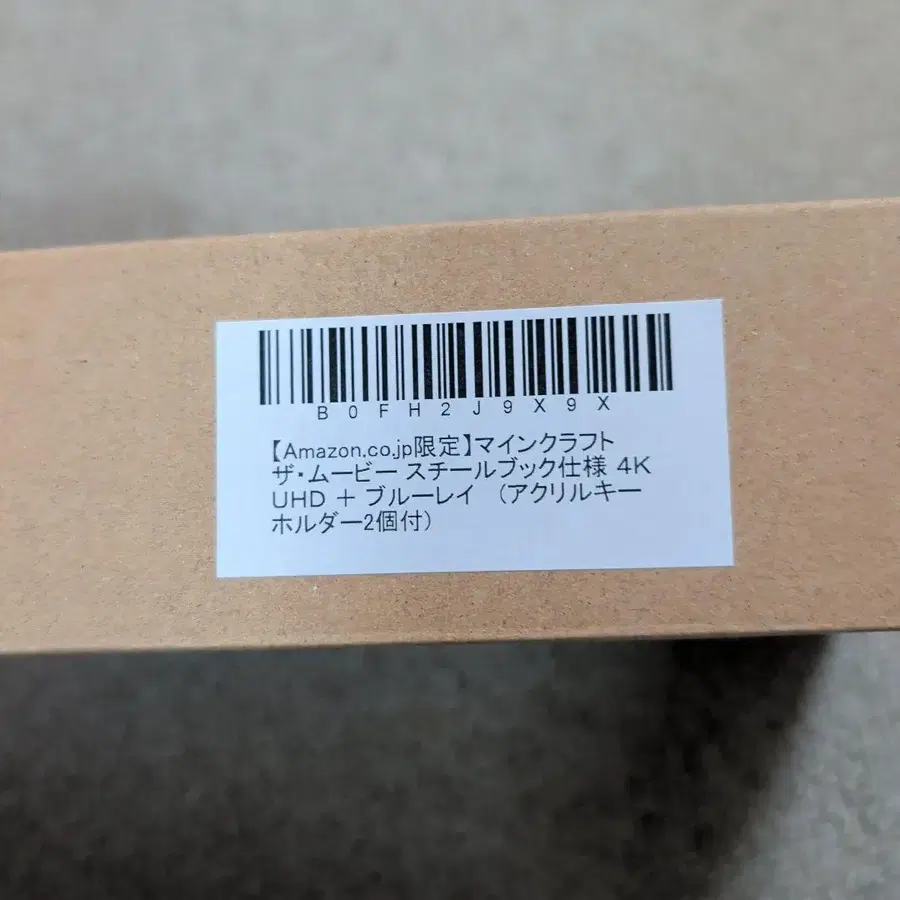 B0FH2J9X9X
【Amazon.co.jp限定】マインクラフト
ザ・ムービー スチールブック仕様 4K
UHD ＋ ブルーレイ （アクリルキー
ホルダー2個付）